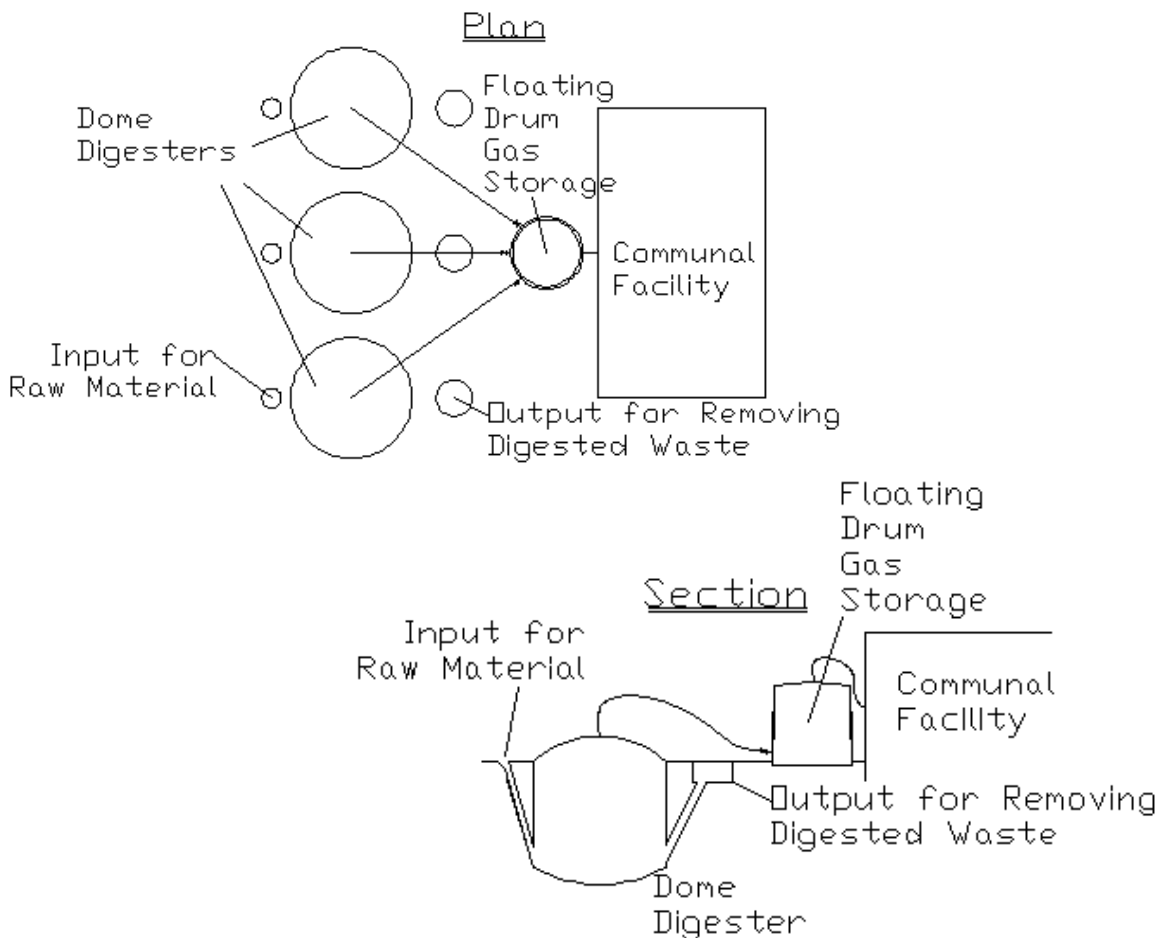 Plan
Floating
Drum
Gas
Storage
Dome
Digesters
Communal
Facility
Input for
Raw Material
Output for Removing
Digested Waste
Floating
Drum
Gas
Storage
Section
Input for
Raw Material
Communal
Facility
Output for Removing
Digested Waste
Dome
Digester